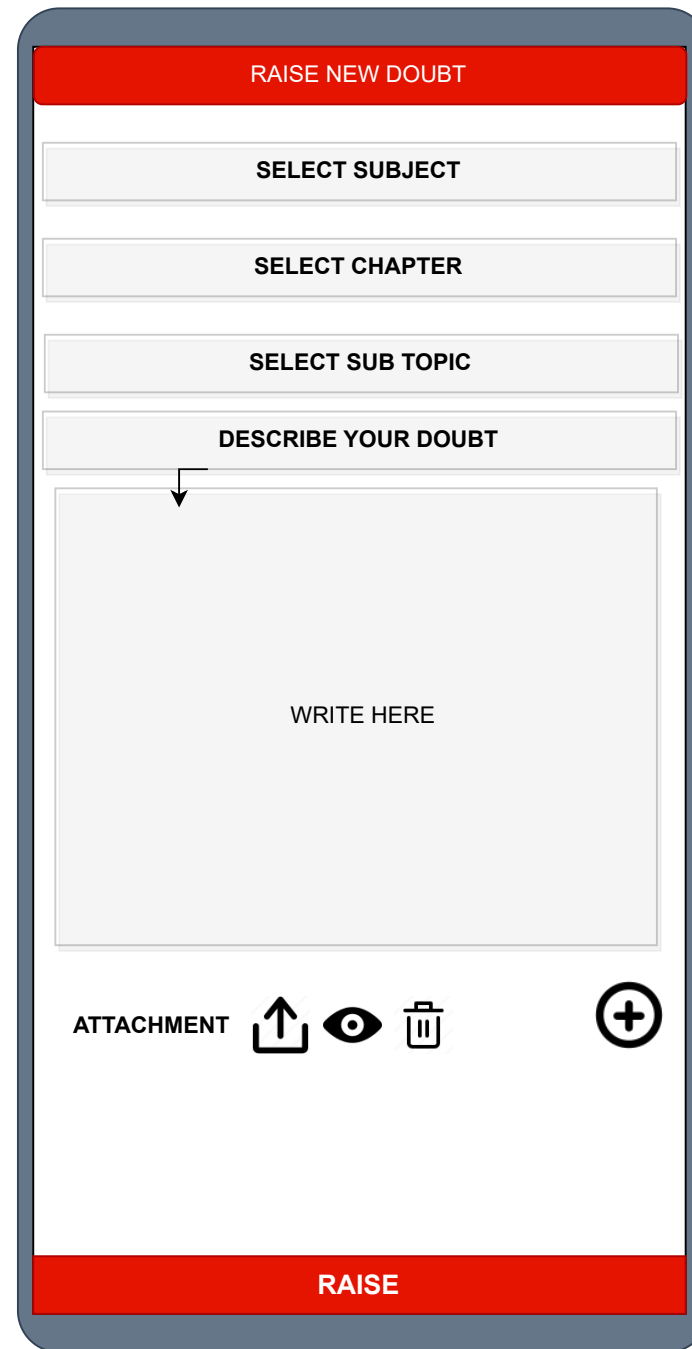 RAISE NEW DOUBT
SELECT SUBJECT
SELECT CHAPTER
SELECT SUB TOPIC
DESCRIBE YOUR DOUBT
WRITE HERE
ATTACHMENT
RAISE